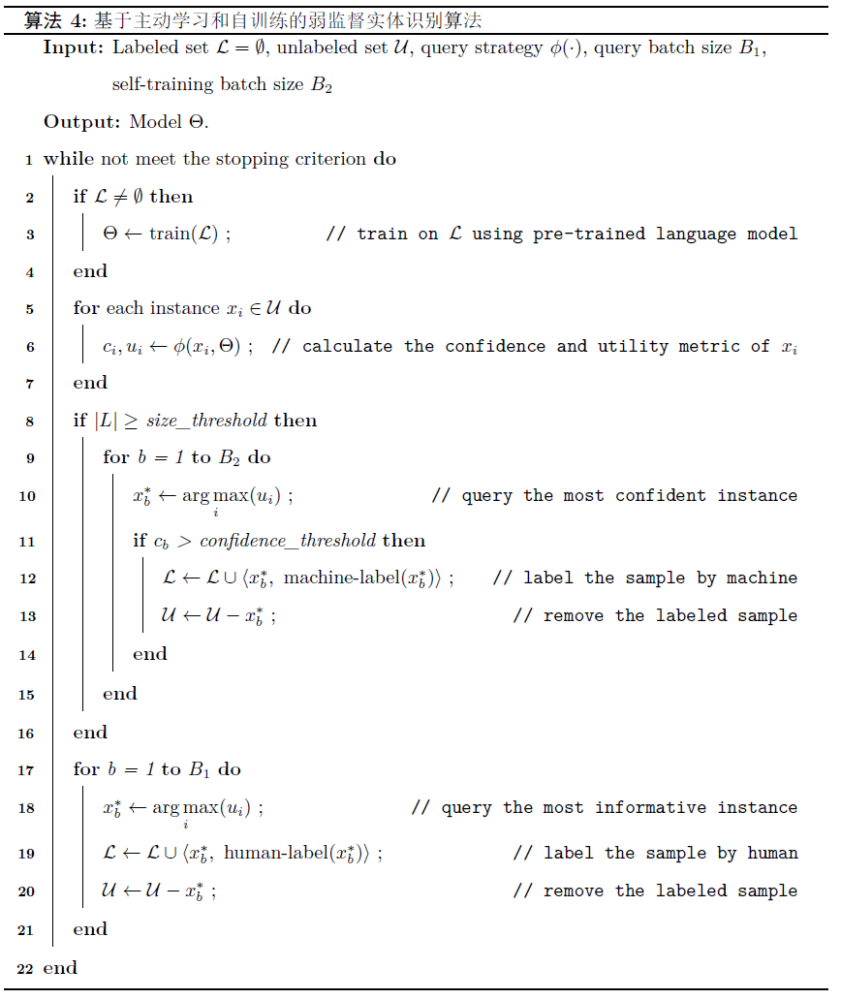 算法 4: 基于主动学习和自训练的弱监督实体识别算法
Input: Labeled set ℒ = ∅, unlabeled set 𝒰, query strategy ϕ(·), query batch size B₁,
self-training batch size B₂
Output: Model Θ.
1 while not meet the stopping criterion do
2 if ℒ ≠ ∅ then
3 Θ ← train(ℒ) ; // train on ℒ using pre-trained language model
4 end
5 for each instance xᵢ ∈ 𝒰 do
6 cᵢ, uᵢ ← ϕ(xᵢ, Θ) ; // calculate the confidence and utility metric of xᵢ
7 end
8 if |L| ≥ size_threshold then
9 for b = 1 to B₂ do
10 x*_b ← arg max_i(uᵢ) ; // query the most confident instance
11 if c_b > confidence_threshold then
12 ℒ ← ℒ ∪ ⟨x*_b, machine-label(x*_b)⟩ ; // label the sample by machine
13 𝒰 ← 𝒰 − x*_b ; // remove the labeled sample
14 end
15 end
16 end
17 for b = 1 to B₁ do
18 x*_b ← arg max_i(uᵢ) ; // query the most informative instance
19 ℒ ← ℒ ∪ ⟨x*_b, human-label(x*_b)⟩ ; // label the sample by human
20 𝒰 ← 𝒰 − x*_b ; // remove the labeled sample
21 end
22 end